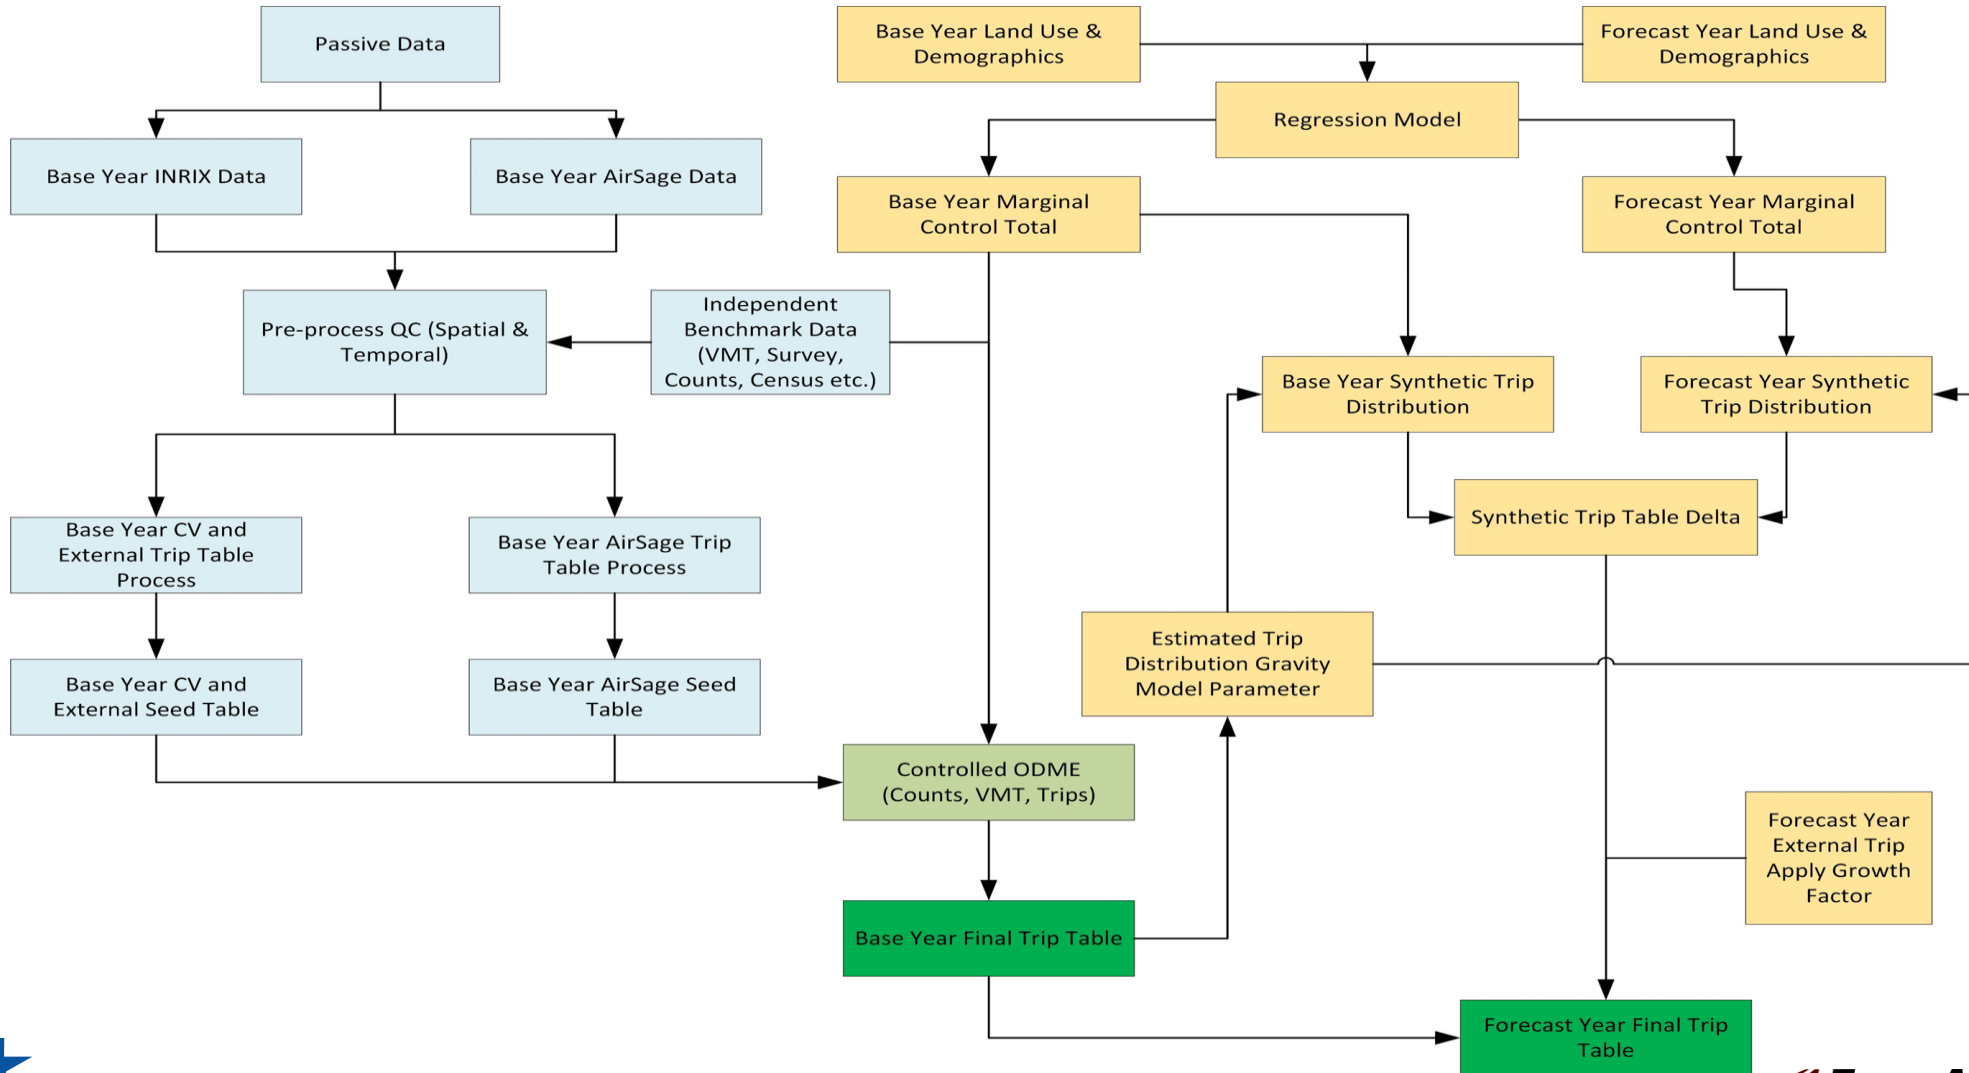 Passive Data
Base Year Land Use &
Demographics
Forecast Year Land Use &
Demographics
Regression Model
Base Year INRIX Data
Base Year AirSage Data
Base Year Marginal
Control Total
Forecast Year Marginal
Control Total
Pre-process QC (Spatial &
Temporal)
Independent
Benchmark Data
(VMT, Survey,
Counts, Census etc.)
Base Year Synthetic Trip
Distribution
Forecast Year Synthetic
Trip Distribution
Synthetic Trip Table Delta
Base Year CV and
External Trip Table
Process
Base Year AirSage Trip
Table Process
Estimated Trip
Distribution Gravity
Model Parameter
Base Year CV and
External Seed Table
Base Year AirSage Seed
Table
Controlled ODME
(Counts, VMT, Trips)
Forecast Year
External Trip
Apply Growth
Factor
Base Year Final Trip Table
Forecast Year Final Trip
Table